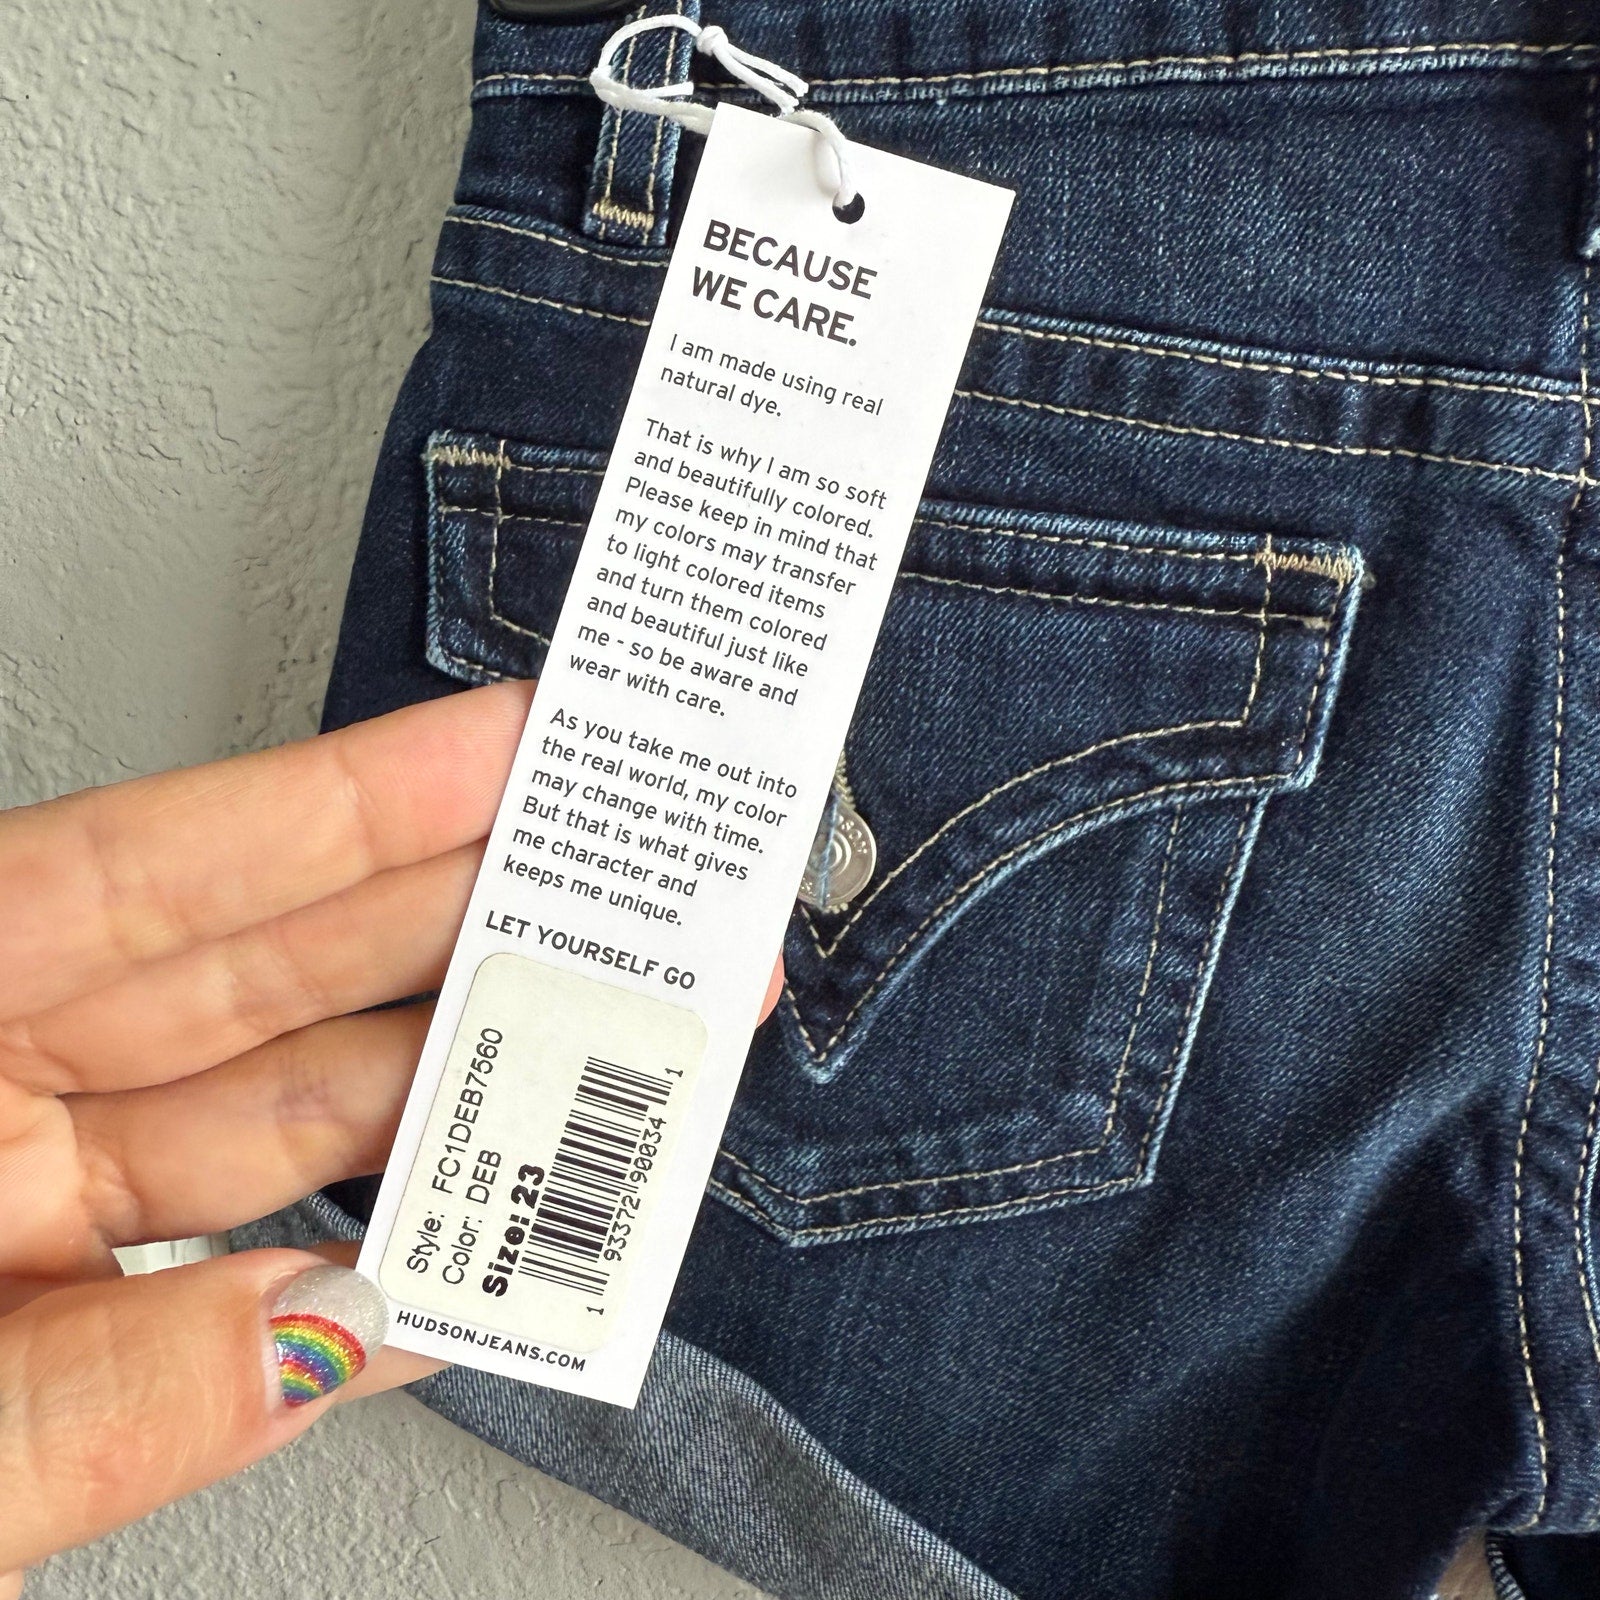 BECAUSE
WE CARE.
I am made using real
natural dye.
That is why I am so soft
and beautifully colored.
Please keep in mind that
my colors may transfer
to light colored items
and turn them colored
and beautiful just like
me - so be aware and
wear with care.
As you take me out into
the real world, my color
may change with time.
But that is what gives
me character and
keeps me unique.
LET YOURSELF GO
Style: FC1DEB7560
Color: DEB
Size: 23
1 93372 90034 1
HUDSONJEANS.COM